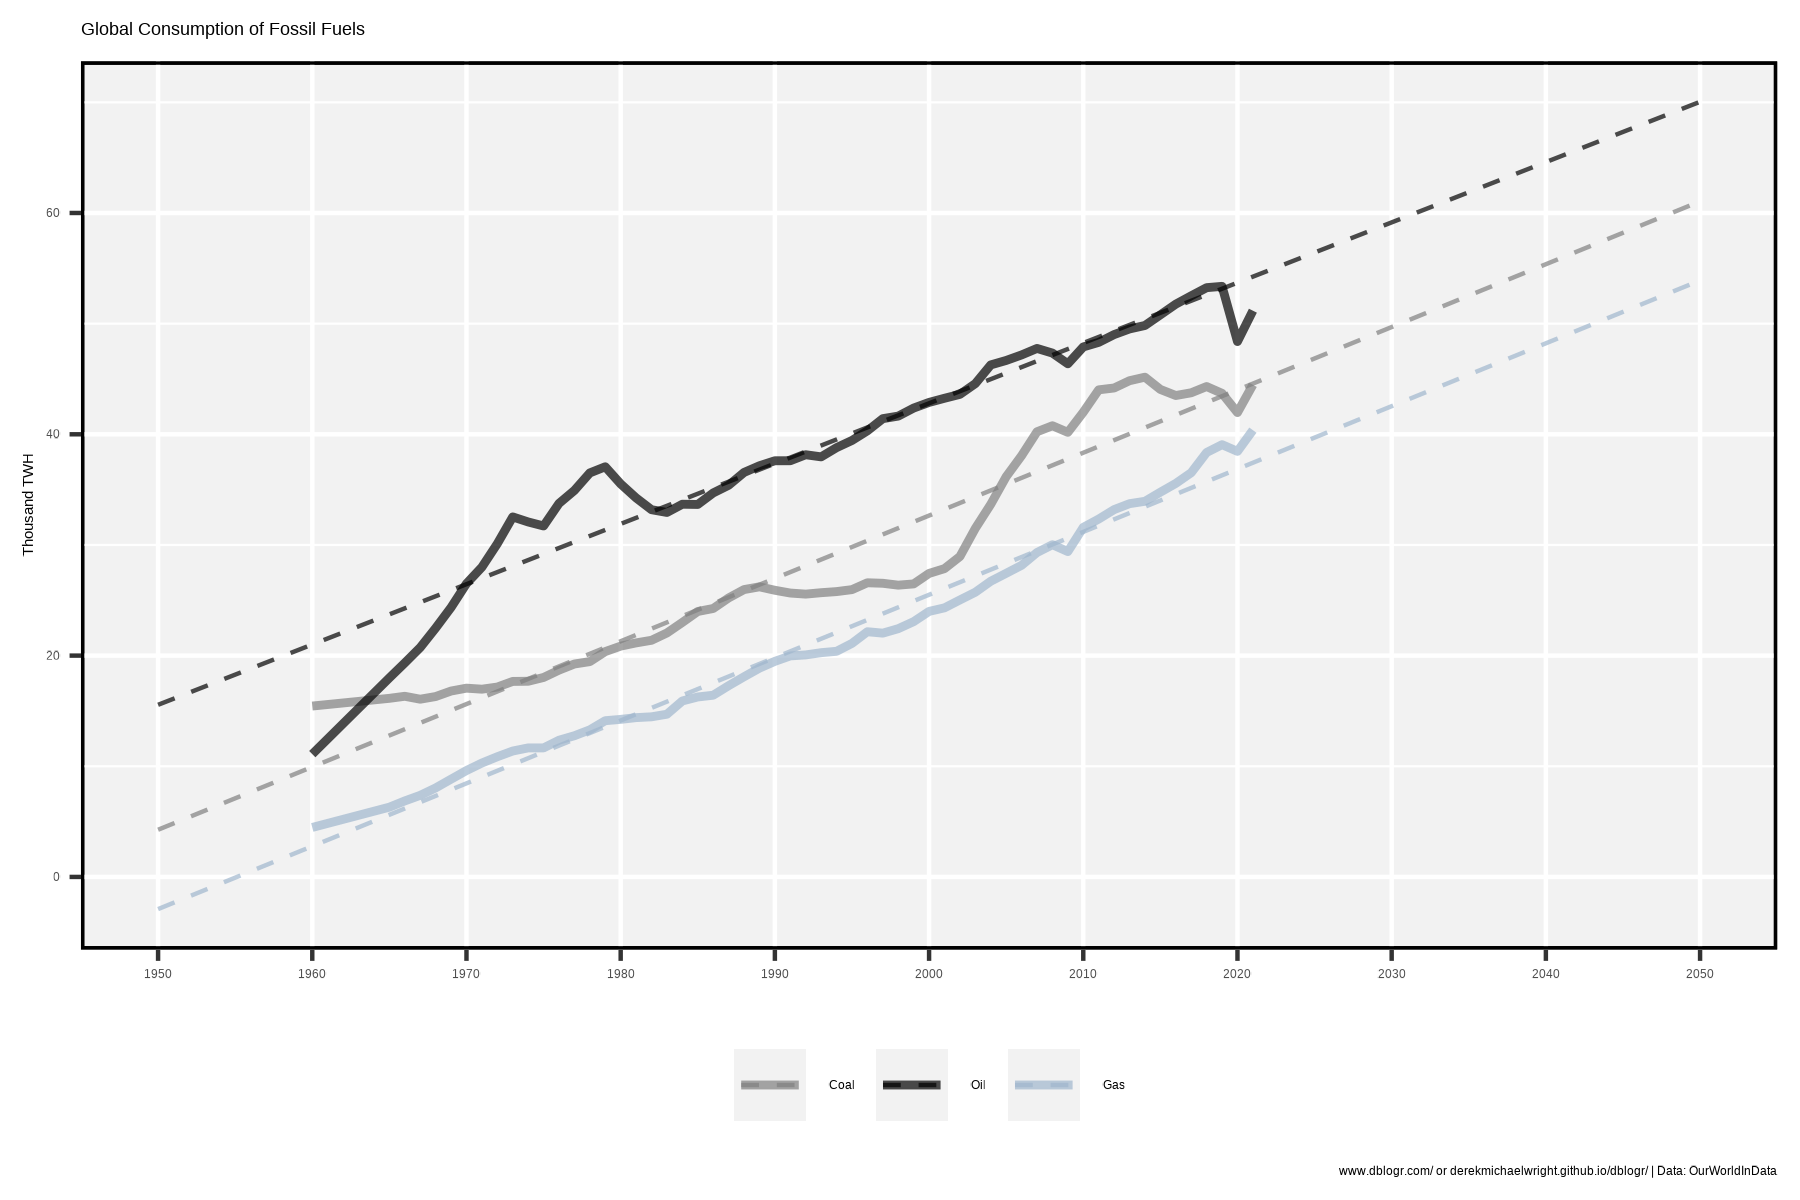 Global Consumption of Fossil Fuels
Thousand TWH
60
40
20
0
1950 1960 1970 1980 1990 2000 2010 2020 2030 2040 2050
Coal Oil Gas
www.dblogr.com/ or derekmichaelwright.github.io/dblogr/ | Data: OurWorldInData